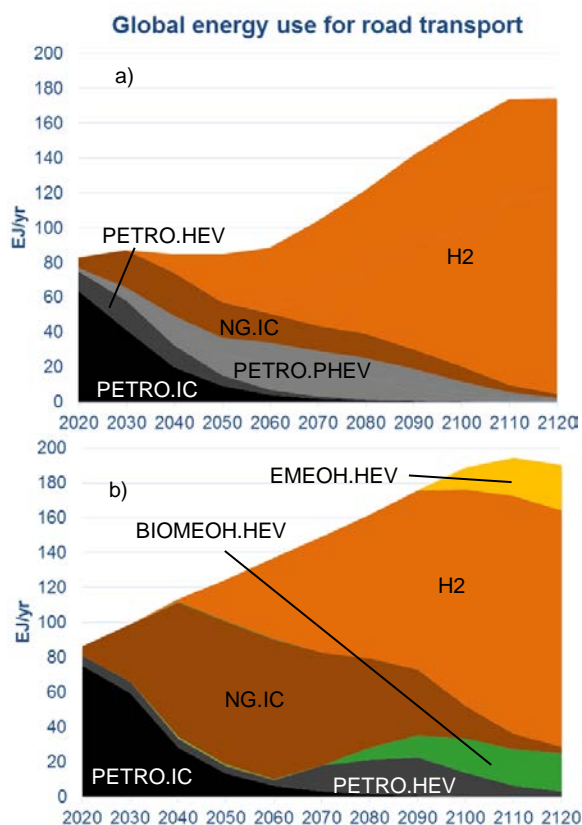 Global energy use for road transport
200
180
160
140
120
100
80
60
40
20
0
EJ/yr
a)
PETRO.HEV
H2
NG.IC
PETRO.PHEV
PETRO.IC
2020 2030 2040 2050 2060 2070 2080 2090 2100 2110 2120
200
180
160
140
120
100
80
60
40
20
0
EJ/yr
b)
EMEOH.HEV
BIOMEOH.HEV
H2
NG.IC
PETRO.IC
PETRO.HEV
2020 2030 2040 2050 2060 2070 2080 2090 2100 2110 2120